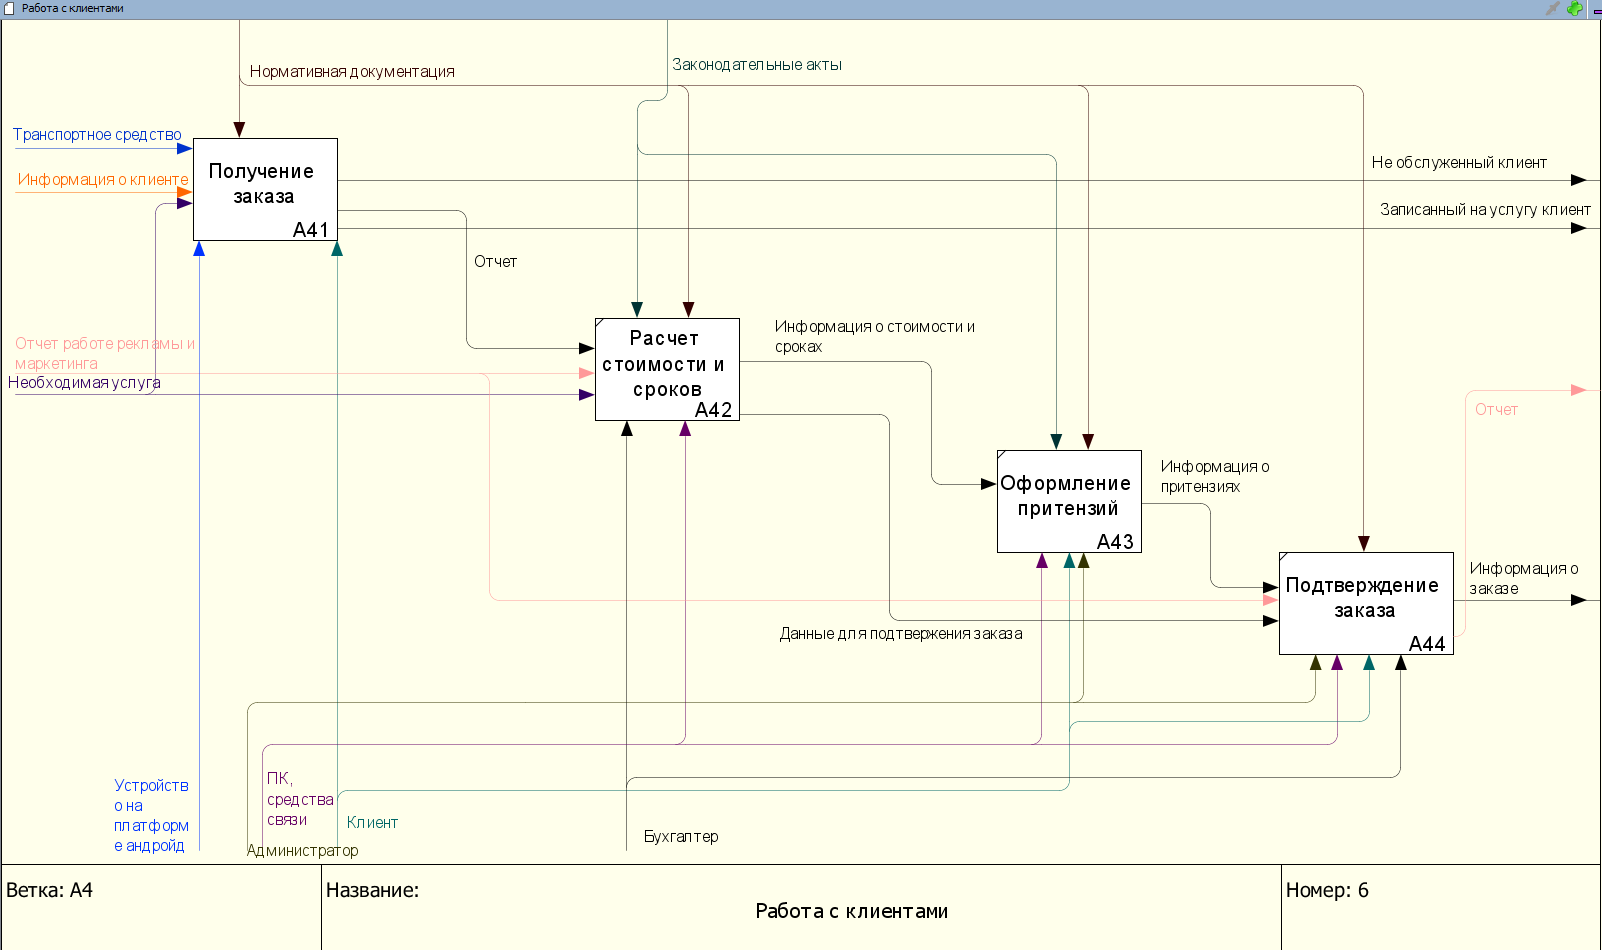 Работа с клиентами
Законодательные акты
Нормативная документация
Транспортное средство
Не обслуженный клиент
Получение
заказа
Информация о клиенте
Записанный на услугу клиент
A41
Отчет
Информация о стоимости и
сроках
Расчет
стоимости и
сроков
Отчет работе рекламы и
маркетинга
Необходимая услуга
A42
Отчет
Информация о
притензиях
Оформление
притензий
A43
Информация о
заказе
Подтверждение
заказа
Данные для подтвержения заказа
A44
Устройств
о на
платформ
е андройд
ПК,
средства
связи
Клиент
Бухгалтер
Администратор
Ветка: A4
Название:
Номер: 6
Работа с клиентами